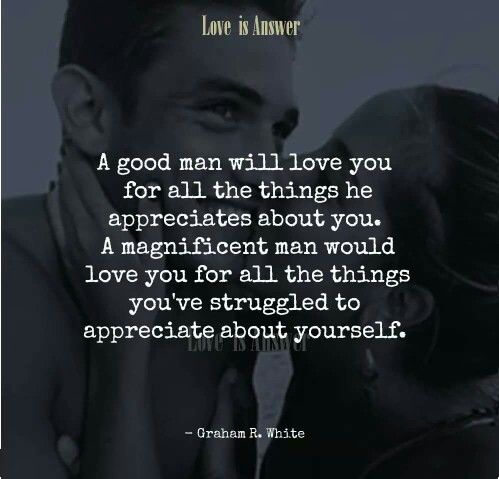 Love is Answer
A good man will love you
for all the things he
appreciates about you.
A magnificent man would
love you for all the things
you've struggled to
appreciate about yourself.
Love is Answer
– Graham R. White